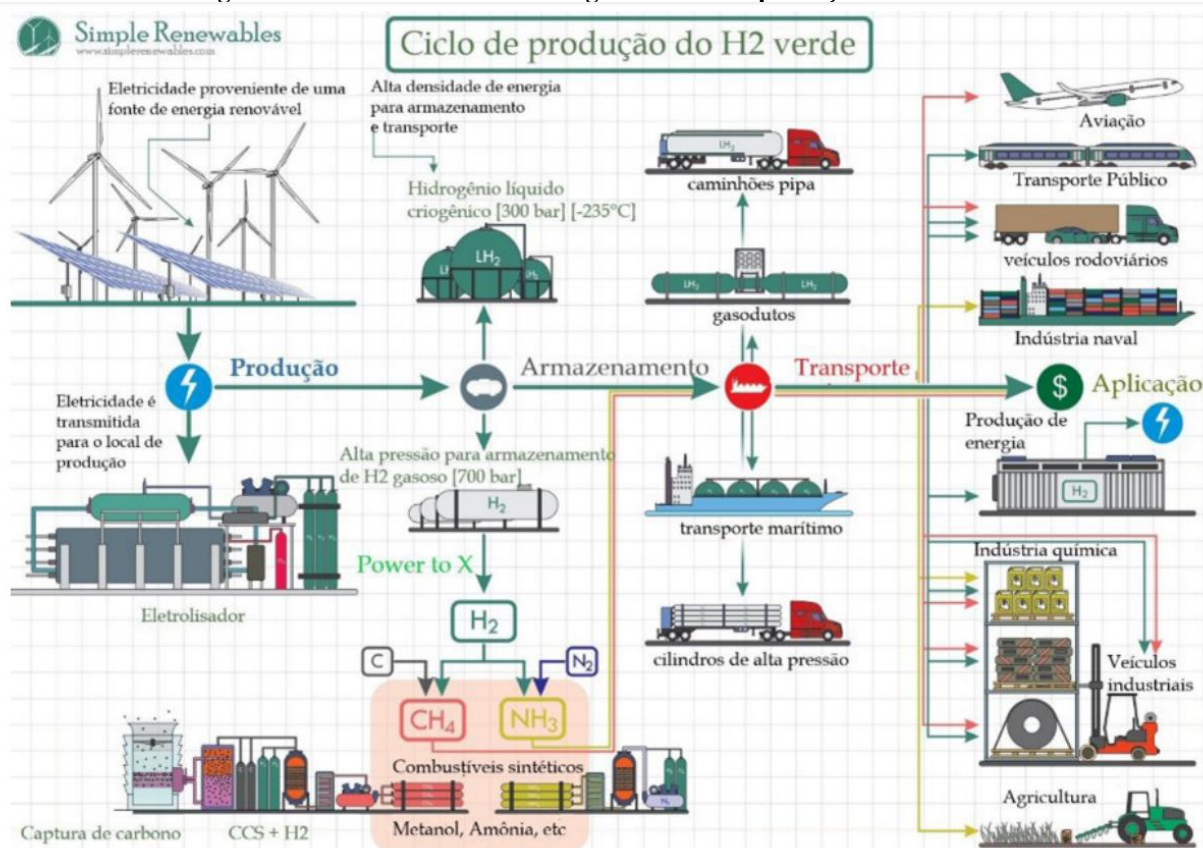 Simple Renewables
www.simplerenewables.com
Ciclo de produção do H2 verde
Eletricidade proveniente de uma
fonte de energia renovável
Alta densidade de energia
para armazenamento
e transporte
Hidrogênio líquido
criogênico [300 bar] [-235°C]
LH₂
LH₂
LH₂
LH₂
caminhões pipa
LH₂
LH₂
gasodutos
Aviação
Transporte Público
veículos rodoviários
Indústria naval
Produção
Armazenamento
Transporte
$
Aplicação
Eletricidade é
transmitida
para o local de
produção
Eletrolisador
Alta pressão para armazenamento
de H2 gasoso [700 bar]
H₂
Power to X
H₂
C
N₂
CH₄
NH₃
Combustíveis sintéticos
Metanol, Amônia, etc
Captura de carbono
CCS + H2
transporte marítimo
cilindros de alta pressão
Produção de
energia
H₂
Indústria química
Veículos
industriais
Agricultura